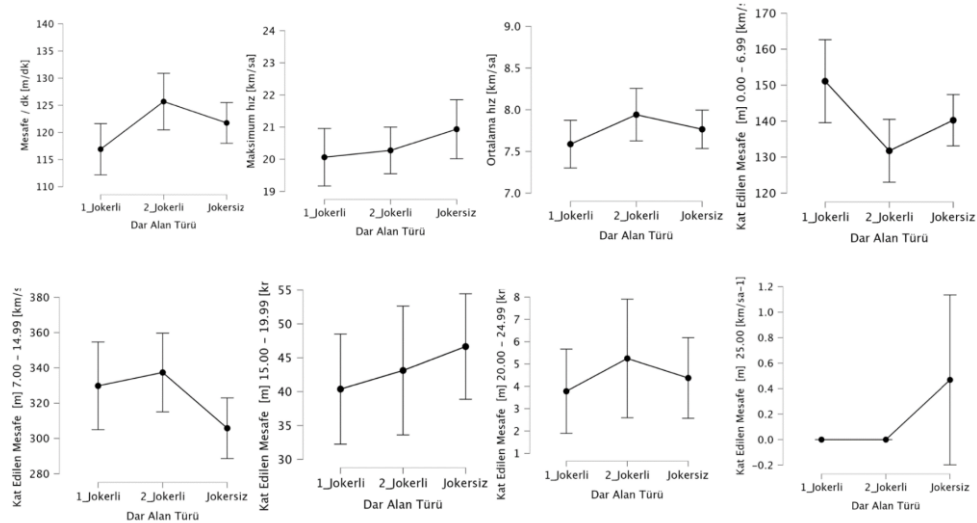 Mesafe / dk [m/dk]
140
135
130
125
120
115
110
1_Jokerli 2_Jokerli Jokersiz
Dar Alan Türü
Maksimum hız [km/sa]
24
23
22
21
20
19
1_Jokerli 2_Jokerli Jokersiz
Dar Alan Türü
Ortalama hız [km/sa]
9.0
8.5
8.0
7.5
7.0
1_Jokerli 2_Jokerli Jokersiz
Dar Alan Türü
Kat Edilen Mesafe [m] 0.00 – 6.99 [km/s
170
160
150
140
130
120
1_Jokerli 2_Jokerli Jokersiz
Dar Alan Türü
Kat Edilen Mesafe [m] 7.00 – 14.99 [km/s
380
360
340
320
300
280
1_Jokerli 2_Jokerli Jokersiz
Dar Alan Türü
Kat Edilen Mesafe [m] 15.00 – 19.99 [kr
55
50
45
40
35
30
1_Jokerli 2_Jokerli Jokersiz
Dar Alan Türü
Kat Edilen Mesafe [m] 20.00 – 24.99 [kr
8
7
6
5
4
3
2
1
1_Jokerli 2_Jokerli Jokersiz
Dar Alan Türü
Kat Edilen Mesafe [m] 25.00 [km/sa–1]
1.2
1.0
0.8
0.6
0.4
0.2
0.0
−0.2
1_Jokerli 2_Jokerli Jokersiz
Dar Alan Türü